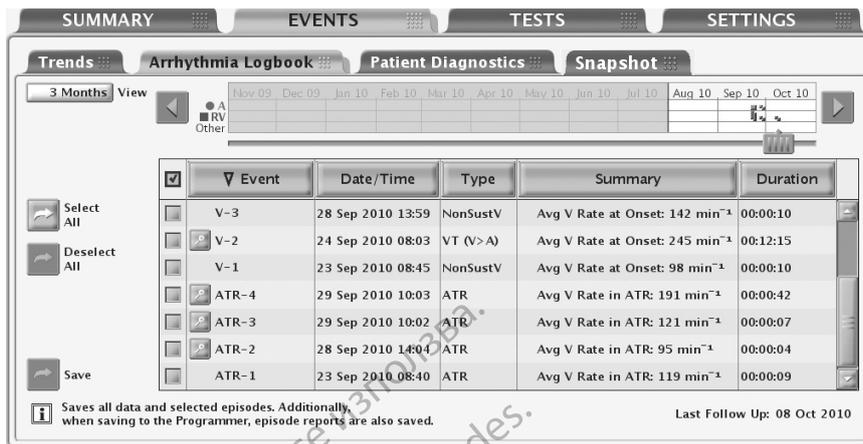 SUMMARY EVENTS TESTS SETTINGS
Trends Arrhythmia Logbook Patient Diagnostics Snapshot
3 Months View
Nov 09 Dec 09 Jan 10 Feb 10 Mar 10 Apr 10 May 10 Jun 10 Jul 10 Aug 10 Sep 10 Oct 10
A
RV
Other
Event Date/Time Type Summary Duration
Select All
Deselect All
Save
V-3 28 Sep 2010 13:59 NonSustV Avg V Rate at Onset: 142 min⁻¹ 00:00:10
V-2 24 Sep 2010 08:03 VT (V>A) Avg V Rate at Onset: 245 min⁻¹ 00:12:15
V-1 23 Sep 2010 08:45 NonSustV Avg V Rate at Onset: 98 min⁻¹ 00:00:10
ATR-4 29 Sep 2010 10:03 ATR Avg V Rate in ATR: 191 min⁻¹ 00:00:42
ATR-3 29 Sep 2010 10:02 ATR Avg V Rate in ATR: 121 min⁻¹ 00:00:07
ATR-2 28 Sep 2010 14:04 ATR Avg V Rate in ATR: 95 min⁻¹ 00:00:04
ATR-1 23 Sep 2010 08:40 ATR Avg V Rate in ATR: 119 min⁻¹ 00:00:09
i Saves all data and selected episodes. Additionally,
when saving to the Programmer, episode reports are also saved.
Last Follow Up: 08 Oct 2010